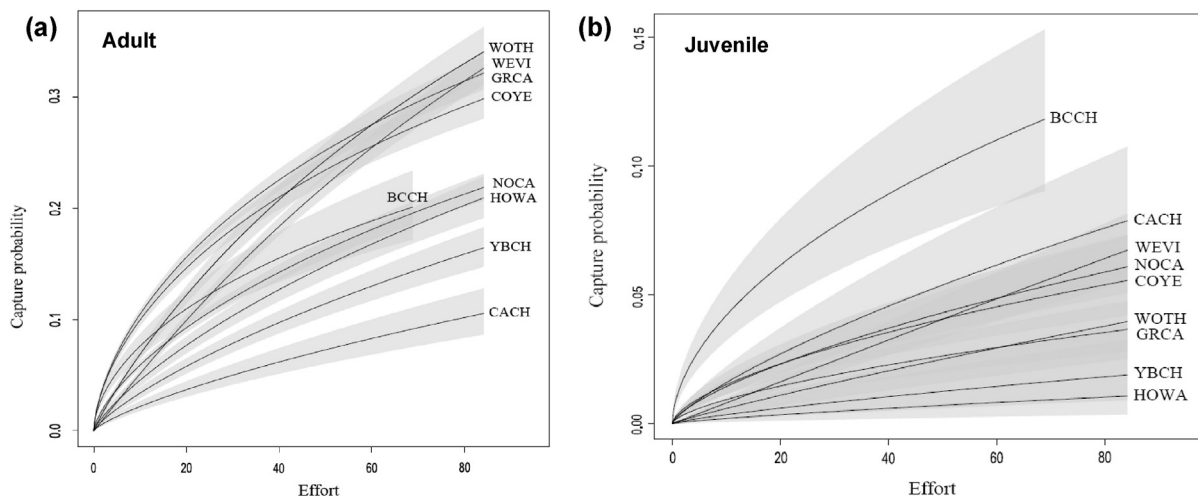 (a)
Adult
Capture probability
0.3
0.2
0.1
0.0
0
20
40
60
80
Effort
WOTH
WEVI
GRCA
COYE
BCCH
NOCA
HOWA
YBCH
CACH
(b)
Juvenile
Capture probability
0.15
0.10
0.05
0.00
0
20
40
60
80
Effort
BCCH
CACH
WEVI
NOCA
COYE
WOTH
GRCA
YBCH
HOWA